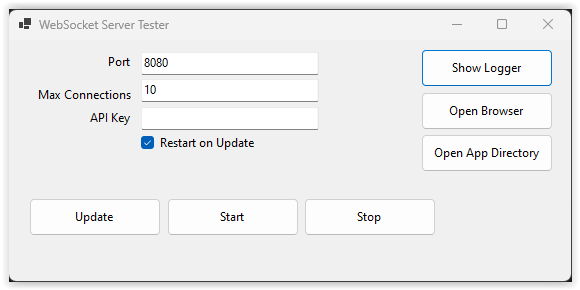 WebSocket Server Tester
Port 8080
Max Connections 10
API Key
Restart on Update
Show Logger
Open Browser
Open App Directory
Update Start Stop